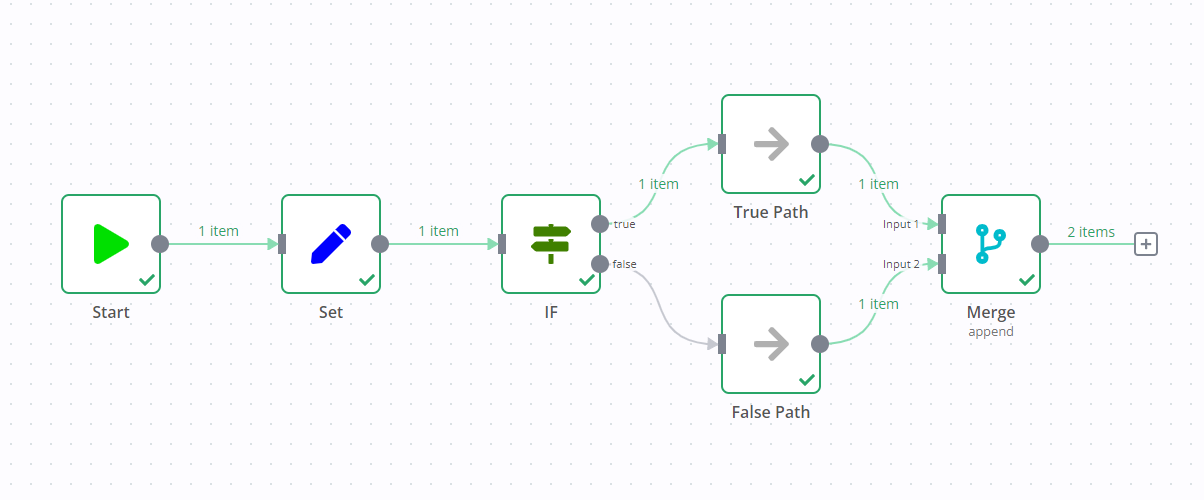 1 item
True Path
1 item
true
Input 1
1 item
1 item
2 items
false
Input 2
Start
Set
IF
1 item
Merge
append
False Path